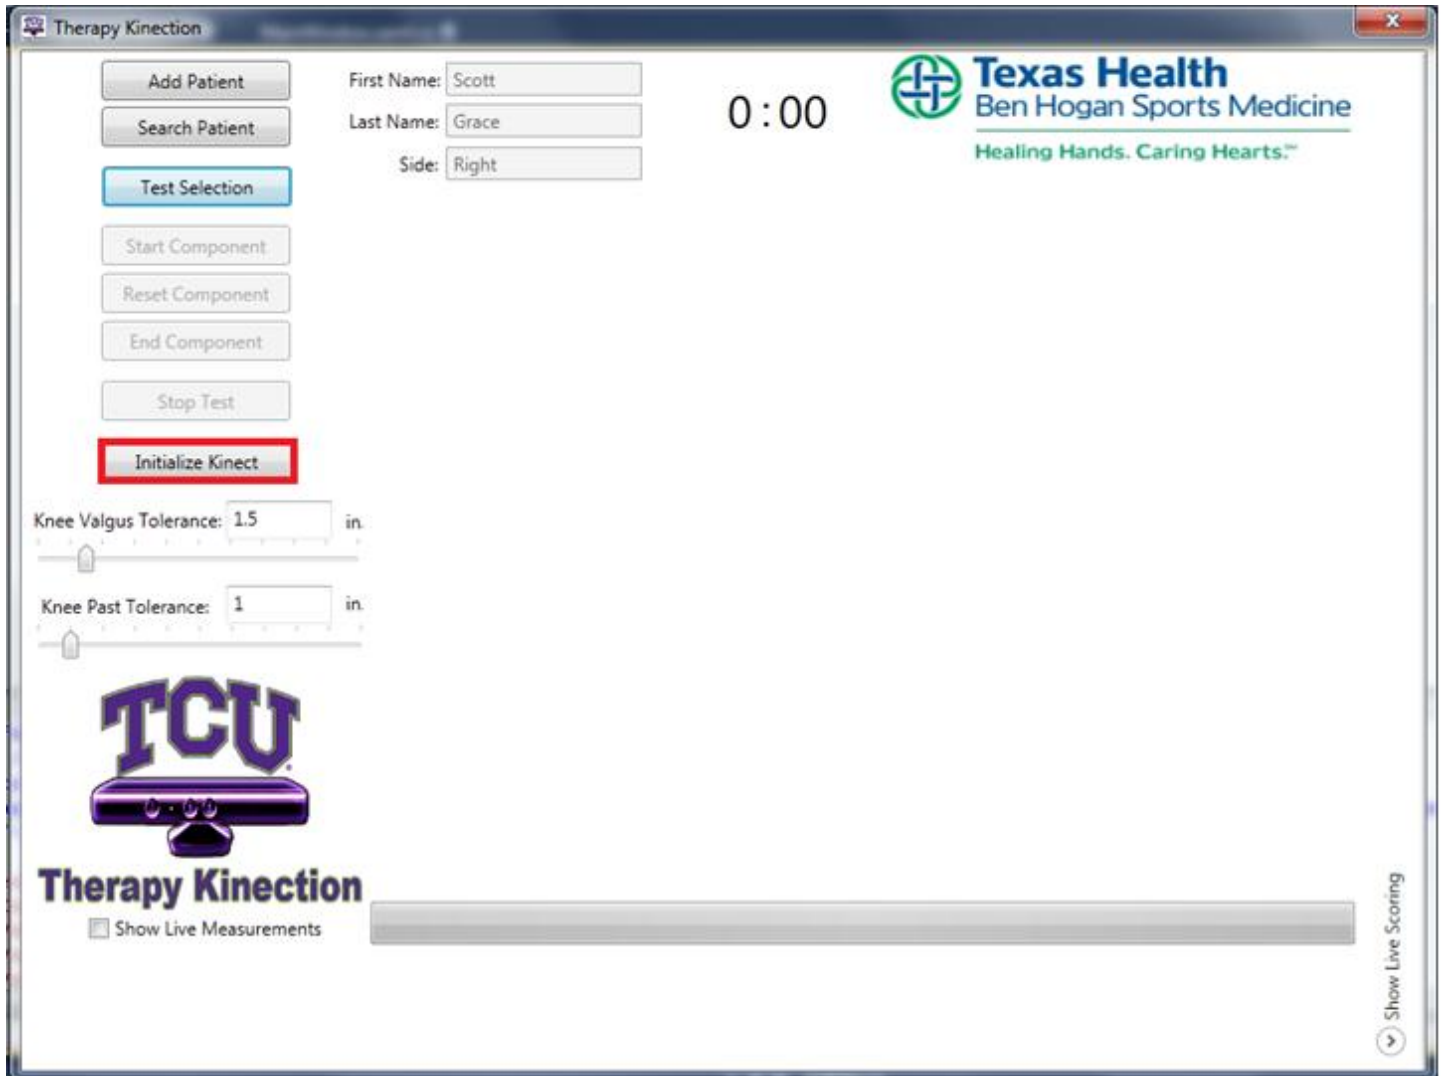 Therapy Kinection
Add Patient
Search Patient
Test Selection
Start Component
Reset Component
End Component
Stop Test
Initialize Kinect
First Name: Scott
Last Name: Grace
Side: Right
0:00
Texas Health
Ben Hogan Sports Medicine
Healing Hands. Caring Hearts.℠
Knee Valgus Tolerance: 1.5 in.
Knee Past Tolerance: 1 in.
TCU
Therapy Kinection
Show Live Measurements
Show Live Scoring